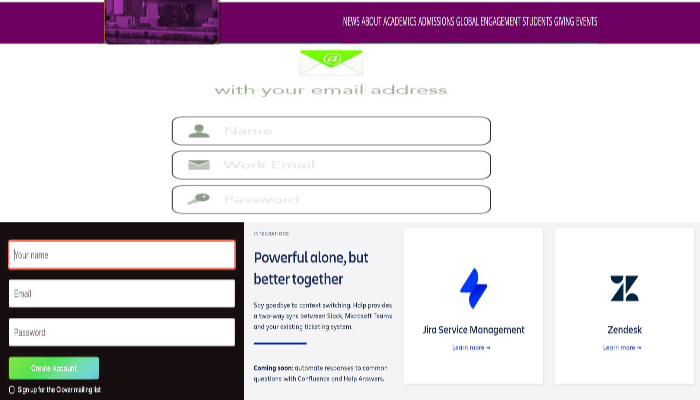 NEWS ABOUT ACADEMICS ADMISSIONS GLOBAL ENGAGEMENT STUDENTS GIVING EVENTS
@
with your email address
Name
Work Email
Password
Your name
Email
Password
Create Account
Sign up for the Clover mailing list
INTEGRATIONS
Powerful alone, but
better together
Say goodbye to context switching. Halp provides
a two-way sync between Slack, Microsoft Teams
and your existing ticketing system.
Coming soon: automate responses to common
questions with Confluence and Halp Answers.
Jira Service Management
Learn more →
Zendesk
Learn more →